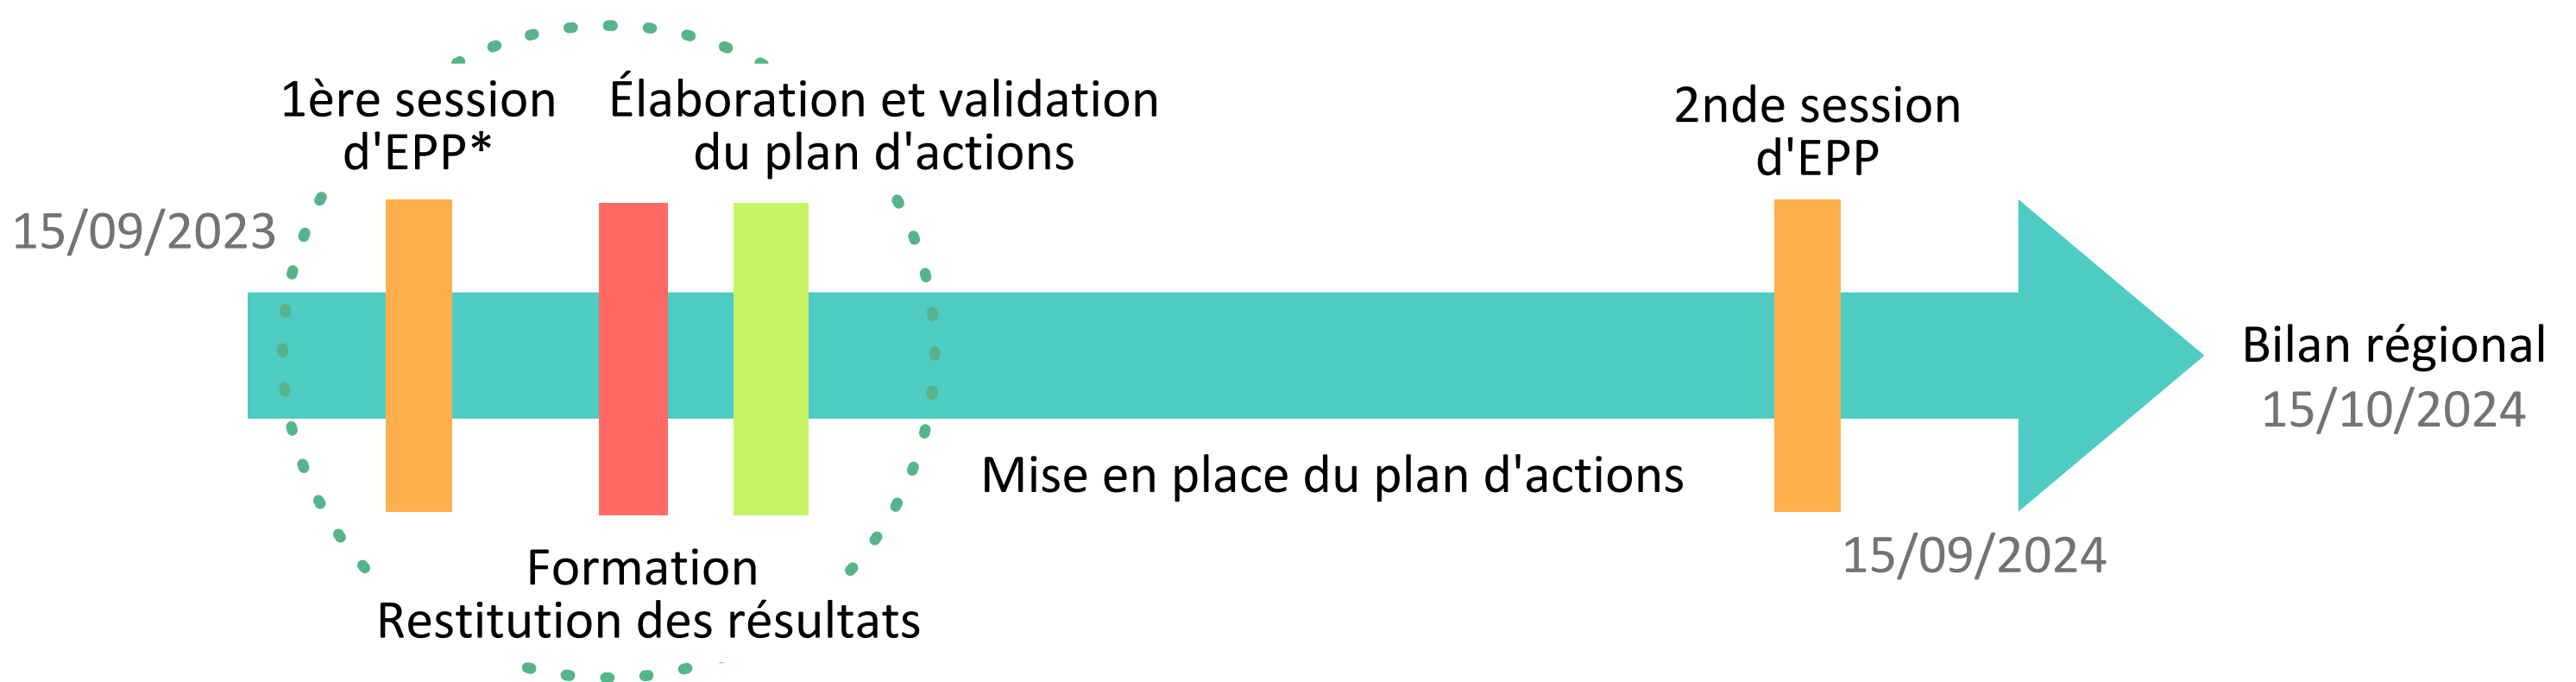 1ère session
d'EPP*
Élaboration et validation
du plan d'actions
2nde session
d'EPP
15/09/2023
Bilan régional
15/10/2024
Mise en place du plan d'actions
15/09/2024
Formation
Restitution des résultats